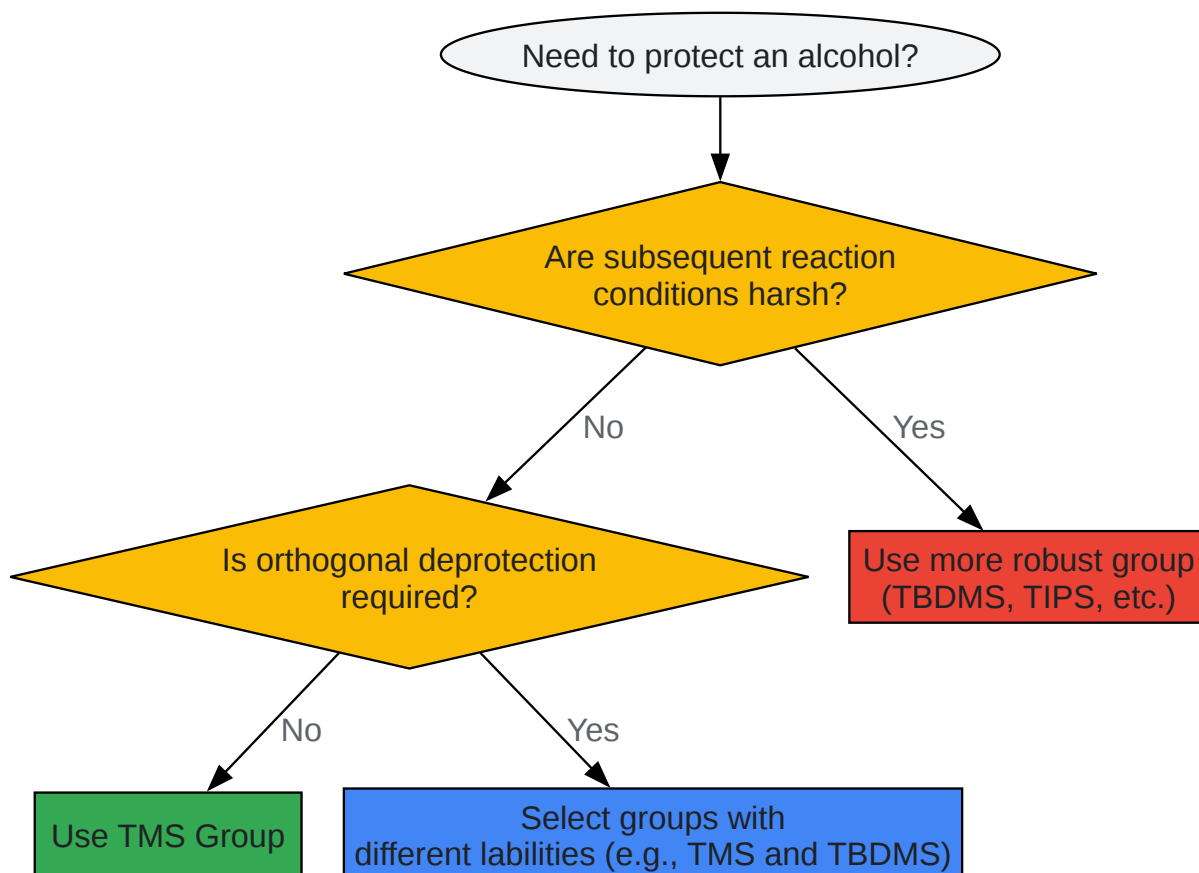 Need to protect an alcohol?
Are subsequent reaction
conditions harsh?
No
Yes
Is orthogonal deprotection
required?
Use more robust group
(TBDMS, TIPS, etc.)
No
Yes
Use TMS Group
Select groups with
different labilities (e.g., TMS and TBDMS)